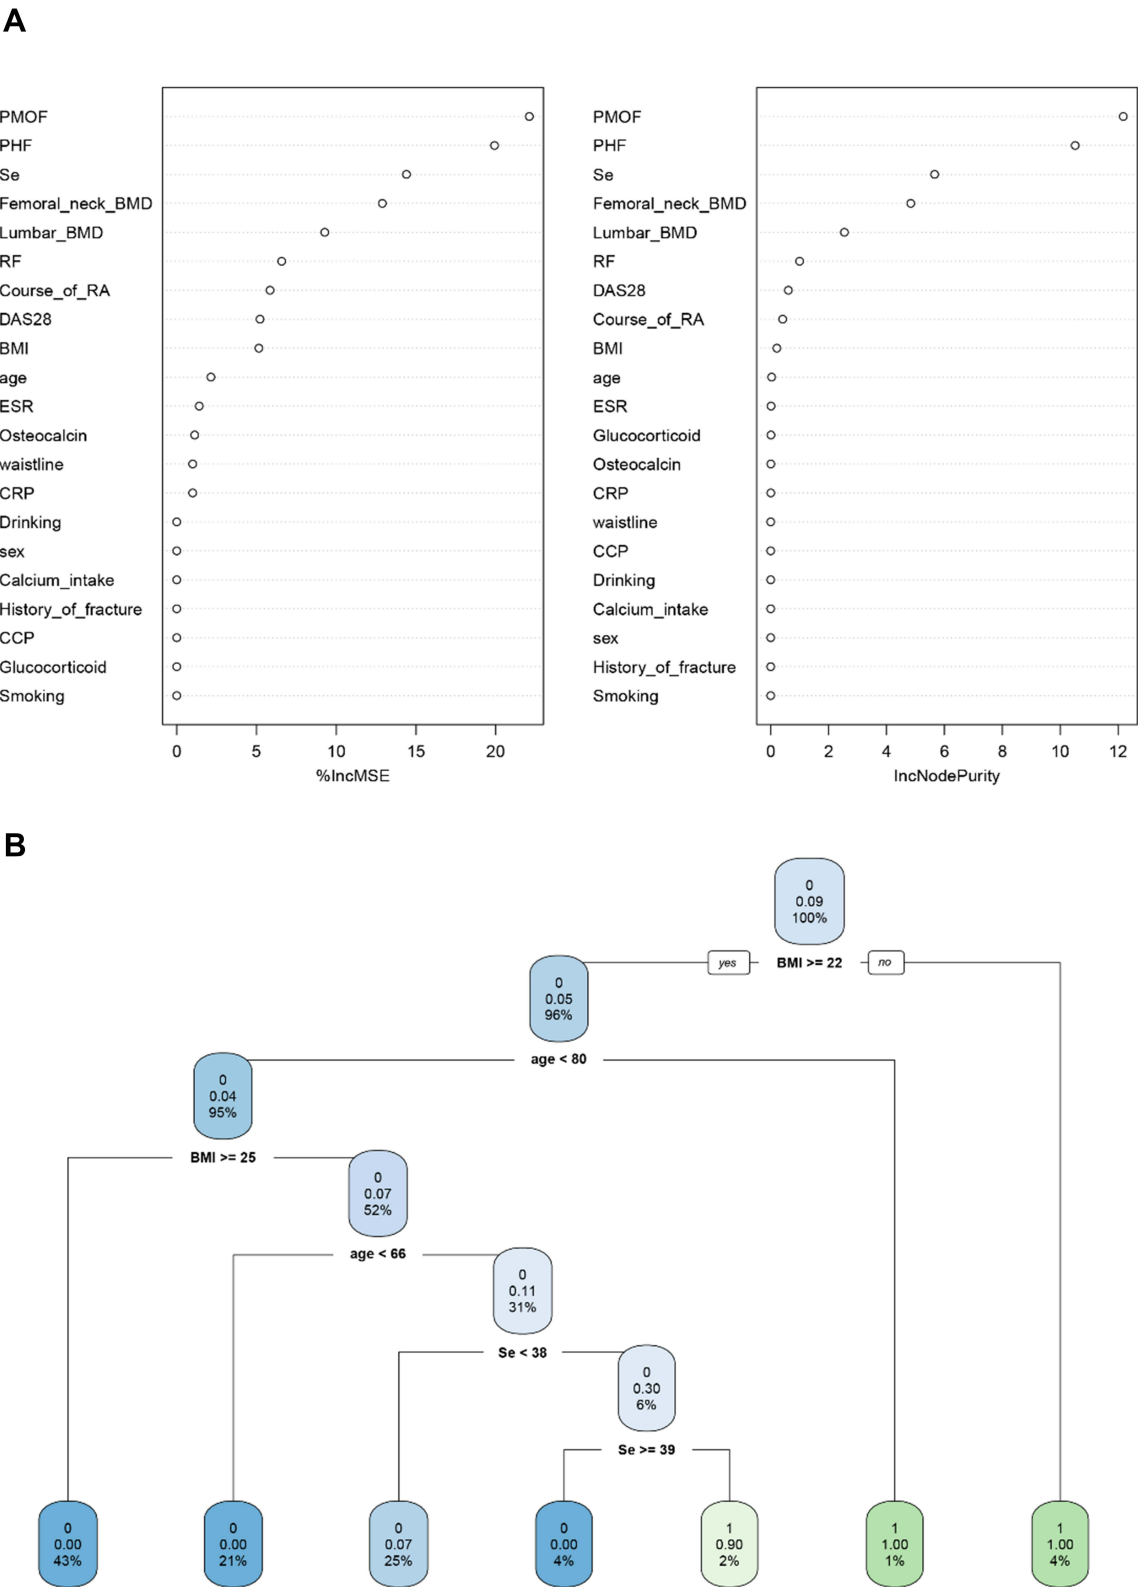 A
PMOF
PHF
Se
Femoral_neck_BMD
Lumbar_BMD
RF
Course_of_RA
DAS28
BMI
age
ESR
Osteocalcin
waistline
CRP
Drinking
sex
Calcium_intake
History_of_fracture
CCP
Glucocorticoid
Smoking
0 5 10 15 20
%IncMSE
PMOF
PHF
Se
Femoral_neck_BMD
Lumbar_BMD
RF
DAS28
Course_of_RA
BMI
age
ESR
Glucocorticoid
Osteocalcin
CRP
waistline
CCP
Drinking
Calcium_intake
sex
History_of_fracture
Smoking
0 2 4 6 8 10 12
IncNodePurity
B
0
0.09
100%
yes BMI >= 22 no
0
0.05
96%
age < 80
0
0.04
95%
BMI >= 25
0
0.07
52%
age < 66
0
0.11
31%
Se < 38
0
0.30
6%
Se >= 39
0
0.00
43%
0
0.00
21%
0
0.07
25%
0
0.00
4%
1
0.90
2%
1
1.00
1%
1
1.00
4%